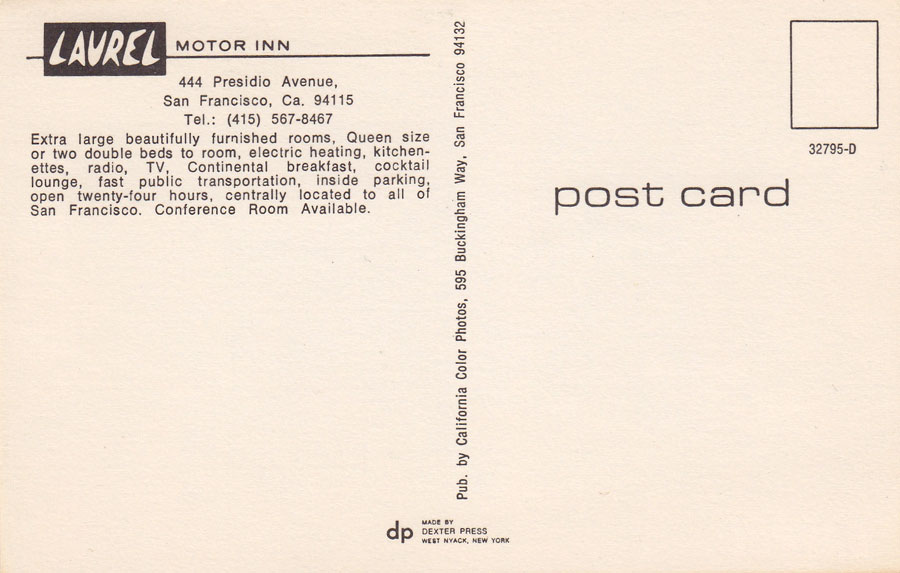 LAUREL MOTOR INN
444 Presidio Avenue,
San Francisco, Ca. 94115
Tel.: (415) 567-8467
Extra large beautifully furnished rooms, Queen size
or two double beds to room, electric heating, kitchen-
ettes, radio, TV, Continental breakfast, cocktail
lounge, fast public transportation, inside parking,
open twenty-four hours, centrally located to all of
San Francisco. Conference Room Available.
Pub. by California Color Photos, 595 Buckingham Way, San Francisco 94132
32795-D
post card
dp
MADE BY
DEXTER PRESS
WEST NYACK, NEW YORK